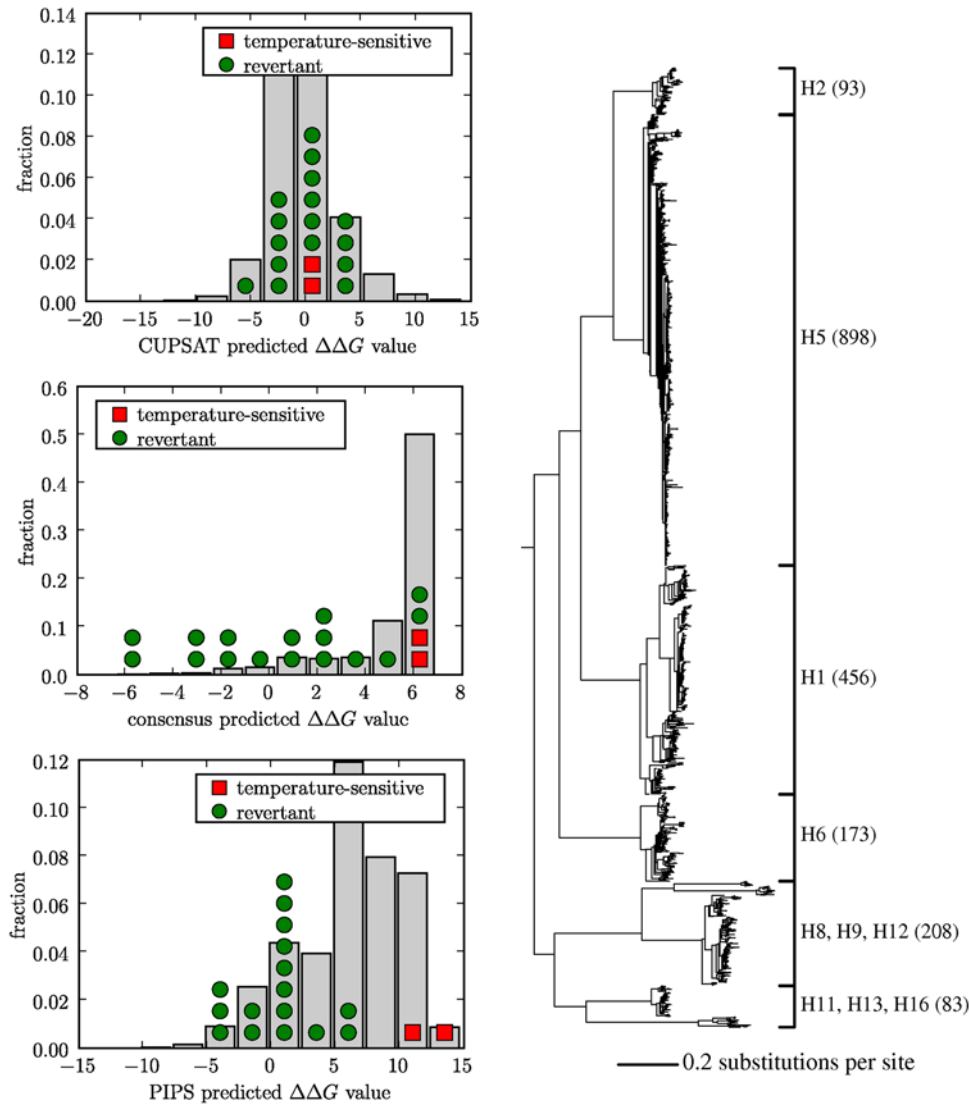 0.14
0.12
0.10
0.08
0.06
0.04
0.02
0.00
fraction
temperature-sensitive
revertant
−20 −15 −10 −5 0 5 10 15
CUPSAT predicted ΔΔG value
0.6
0.5
0.4
0.3
0.2
0.1
0.0
fraction
temperature-sensitive
revertant
−8 −6 −4 −2 0 2 4 6 8
consensus predicted ΔΔG value
0.12
0.10
0.08
0.06
0.04
0.02
0.00
fraction
temperature-sensitive
revertant
−15 −10 −5 0 5 10 15
PIPS predicted ΔΔG value
H2 (93)
H5 (898)
H1 (456)
H6 (173)
H8, H9, H12 (208)
H11, H13, H16 (83)
0.2 substitutions per site